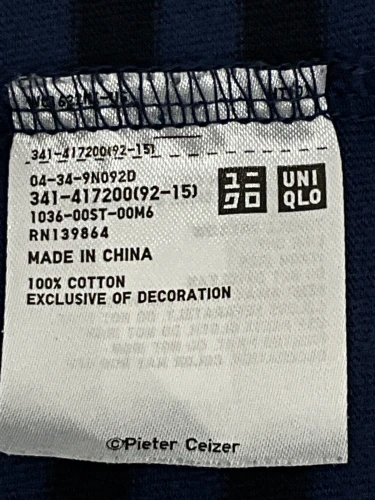 341-417200(92-15)
04-34-9N092D
341-417200(92-15)
1036-00ST-00M6
RN139864
MADE IN CHINA
100% COTTON
EXCLUSIVE OF DECORATION
ユニ
クロ
UNI
QLO
©Pieter Ceizer